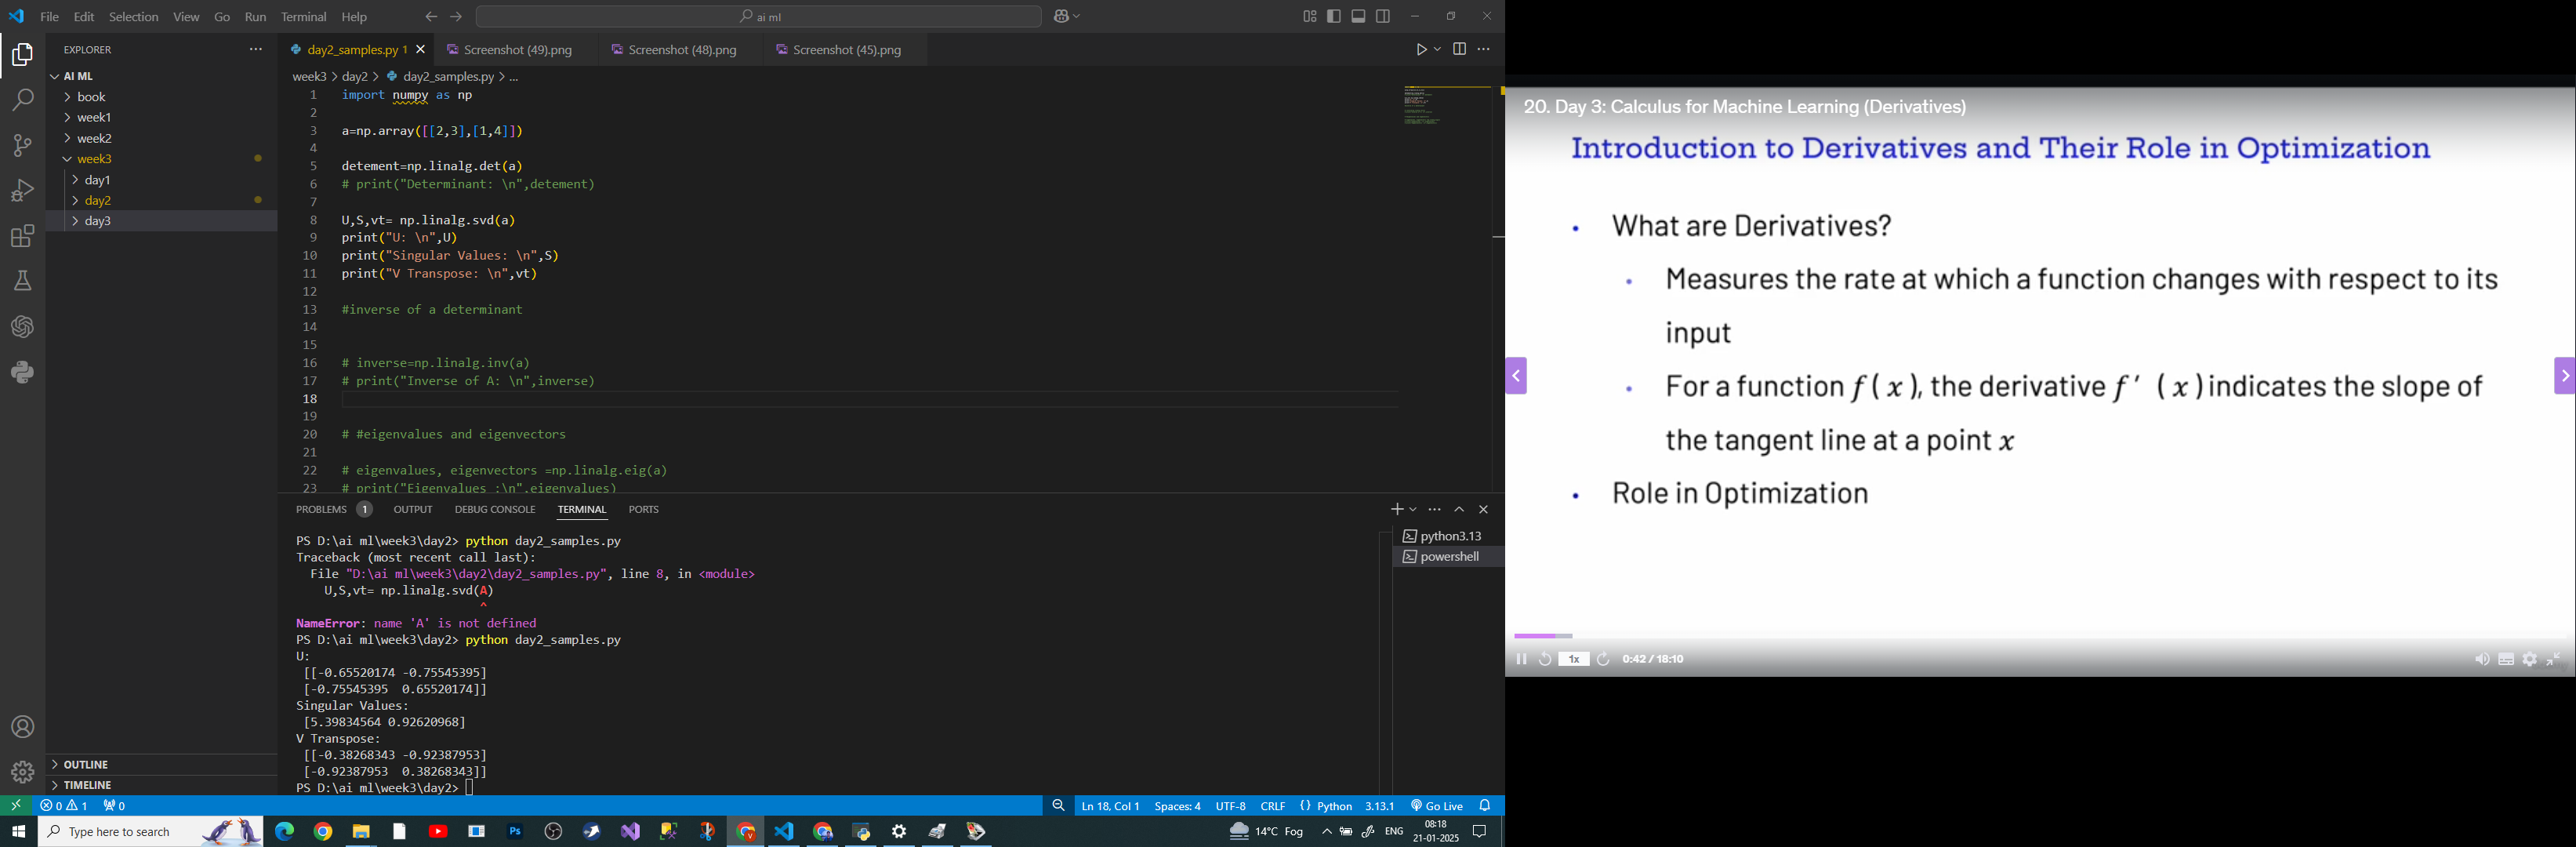 File Edit Selection View Go Run Terminal Help
ai ml
EXPLORER
AI ML
book
week1
week2
week3
day1
day2
day3
OUTLINE
TIMELINE
day2_samples.py 1
Screenshot (49).png
Screenshot (48).png
Screenshot (45).png
week3 > day2 > day2_samples.py > ...
1 import numpy as np
2
3 a=np.array([[2,3],[1,4]])
4
5 detement=np.linalg.det(a)
6 # print("Determinant: \n",detement)
7
8 U,S,vt= np.linalg.svd(a)
9 print("U: \n",U)
10 print("Singular Values: \n",S)
11 print("V Transpose: \n",vt)
12
13 #inverse of a determinant
14
15
16 # inverse=np.linalg.inv(a)
17 # print("Inverse of A: \n",inverse)
18
19
20 # #eigenvalues and eigenvectors
21
22 # eigenvalues, eigenvectors =np.linalg.eig(a)
23 # print("Eigenvalues :\n",eigenvalues)
PROBLEMS 1 OUTPUT DEBUG CONSOLE TERMINAL PORTS
python3.13
powershell
PS D:\ai ml\week3\day2> python day2_samples.py
Traceback (most recent call last):
File "D:\ai ml\week3\day2\day2_samples.py", line 8, in <module>
U,S,vt= np.linalg.svd(A)
^
NameError: name 'A' is not defined
PS D:\ai ml\week3\day2> python day2_samples.py
U:
[[-0.65520174 -0.75545395]
[-0.75545395 0.65520174]]
Singular Values:
[5.39834564 0.92620968]
V Transpose:
[[-0.38268343 -0.92387953]
[-0.92387953 0.38268343]]
PS D:\ai ml\week3\day2>
0 1 0
Ln 18, Col 1 Spaces: 4 UTF-8 CRLF {} Python 3.13.1 Go Live
Type here to search
Ps
14°C Fog
ENG
08:18
21-01-2025
20. Day 3: Calculus for Machine Learning (Derivatives)
Introduction to Derivatives and Their Role in Optimization
• What are Derivatives?
• Measures the rate at which a function changes with respect to its
input
• For a function f ( x ), the derivative f ′ ( x ) indicates the slope of
the tangent line at a point x
• Role in Optimization
1x
0:42 / 18:10